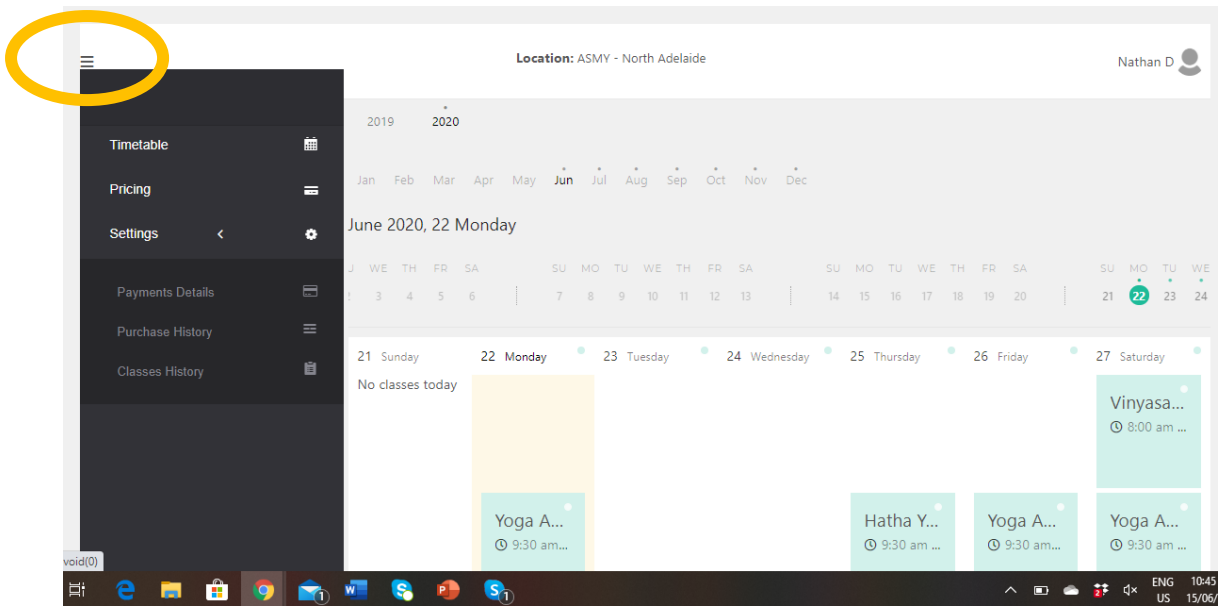 Location: ASMY - North Adelaide
Nathan D
Timetable
Pricing
Settings
Payments Details
Purchase History
Classes History
2019 2020
Jan Feb Mar Apr May Jun Jul Aug Sep Oct Nov Dec
June 2020, 22 Monday
WE TH FR SA SU MO TU WE TH FR SA SU MO TU WE TH FR SA SU MO TU WE
3 4 5 6 7 8 9 10 11 12 13 14 15 16 17 18 19 20 21 22 23 24
21 Sunday 22 Monday 23 Tuesday 24 Wednesday 25 Thursday 26 Friday 27 Saturday
No classes today
Vinyasa...
8:00 am ...
Yoga A... Hatha Y... Yoga A... Yoga A...
9:30 am... 9:30 am ... 9:30 am... 9:30 am ...
void(0)
1
1
2
ENG 10:45
US 15/06/